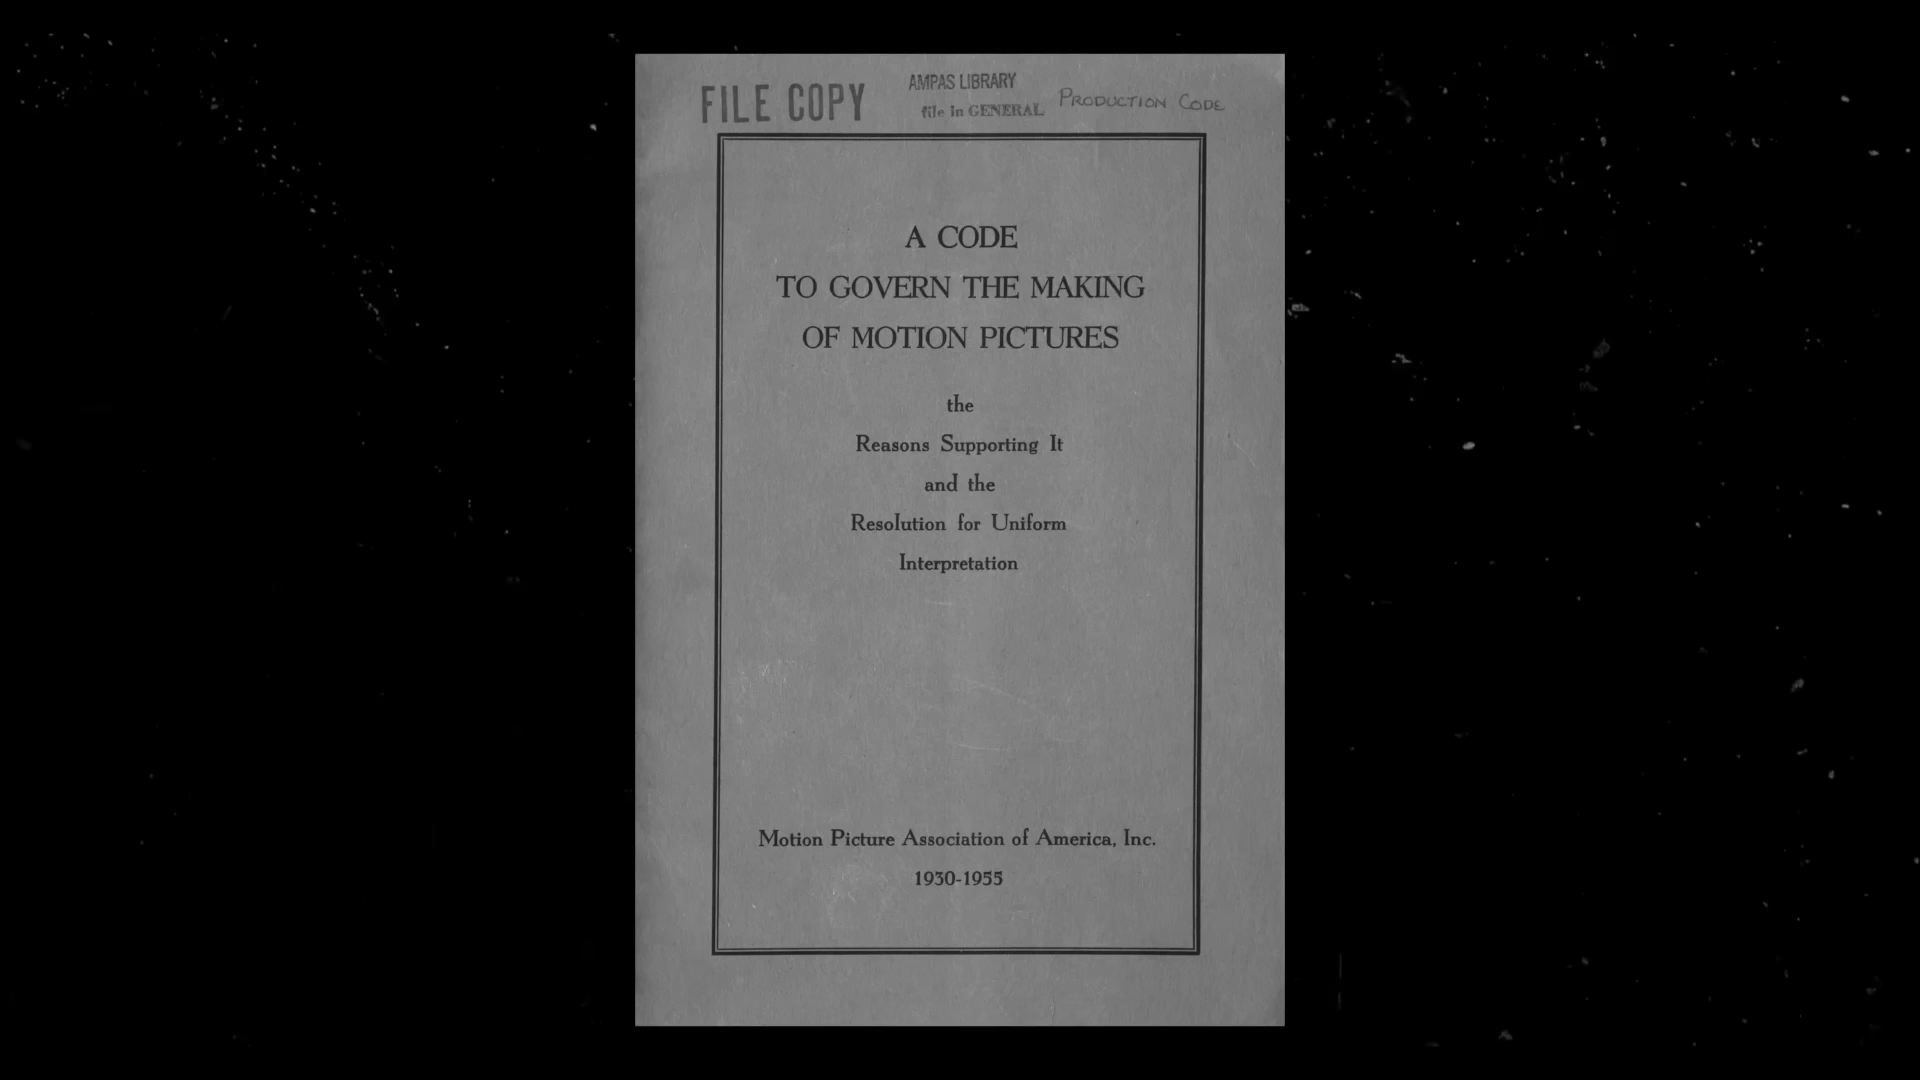 FILE COPY
AMPAS LIBRARY
file in GENERAL
PRODUCTION CODE
A CODE
TO GOVERN THE MAKING
OF MOTION PICTURES
the
Reasons Supporting It
and the
Resolution for Uniform
Interpretation
Motion Picture Association of America, Inc.
1930-1955